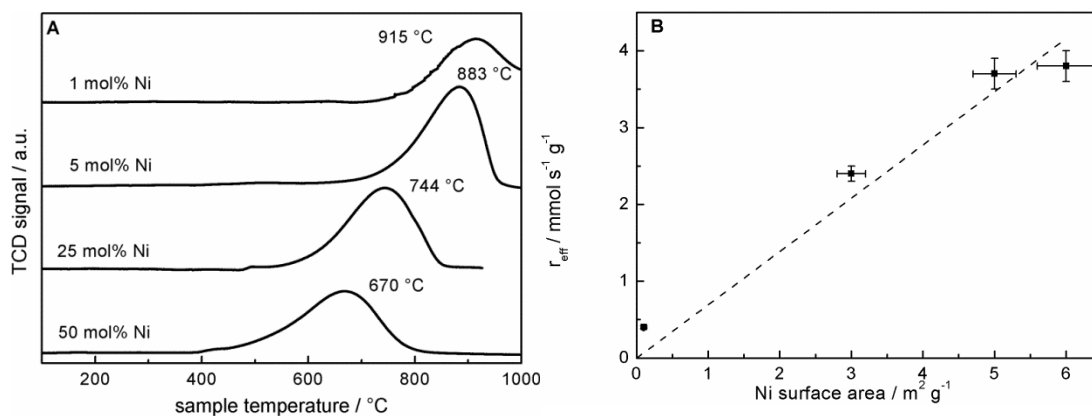 A
915 °C
1 mol% Ni
883 °C
5 mol% Ni
744 °C
25 mol% Ni
670 °C
50 mol% Ni
TCD signal / a.u.
200 400 600 800 1000
sample temperature / °C
B
4
3
2
1
0
r_eff / mmol s⁻¹ g⁻¹
0 1 2 3 4 5 6
Ni surface area / m² g⁻¹